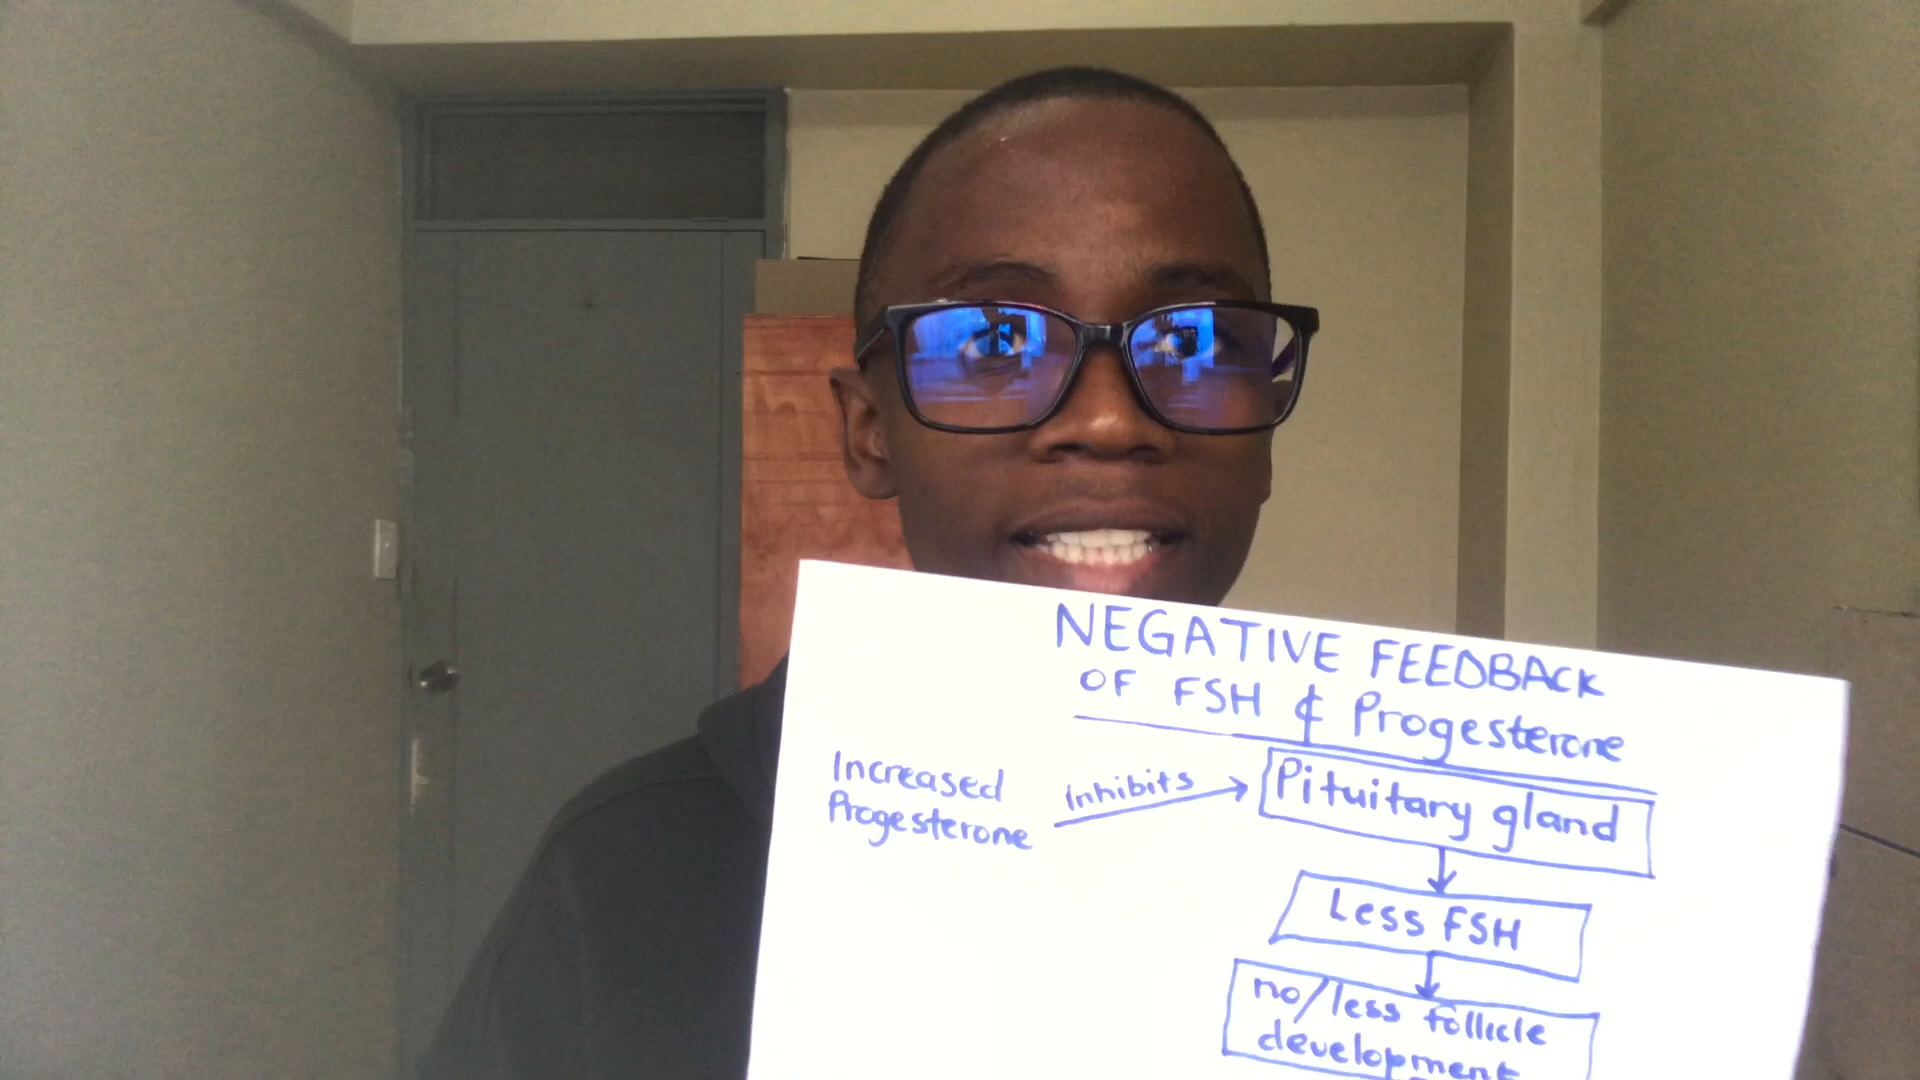 NEGATIVE FEEDBACK
OF FSH & Progesterone
Increased
Progesterone
Inhibits
Pituitary gland
Less FSH
no/less follicle
development